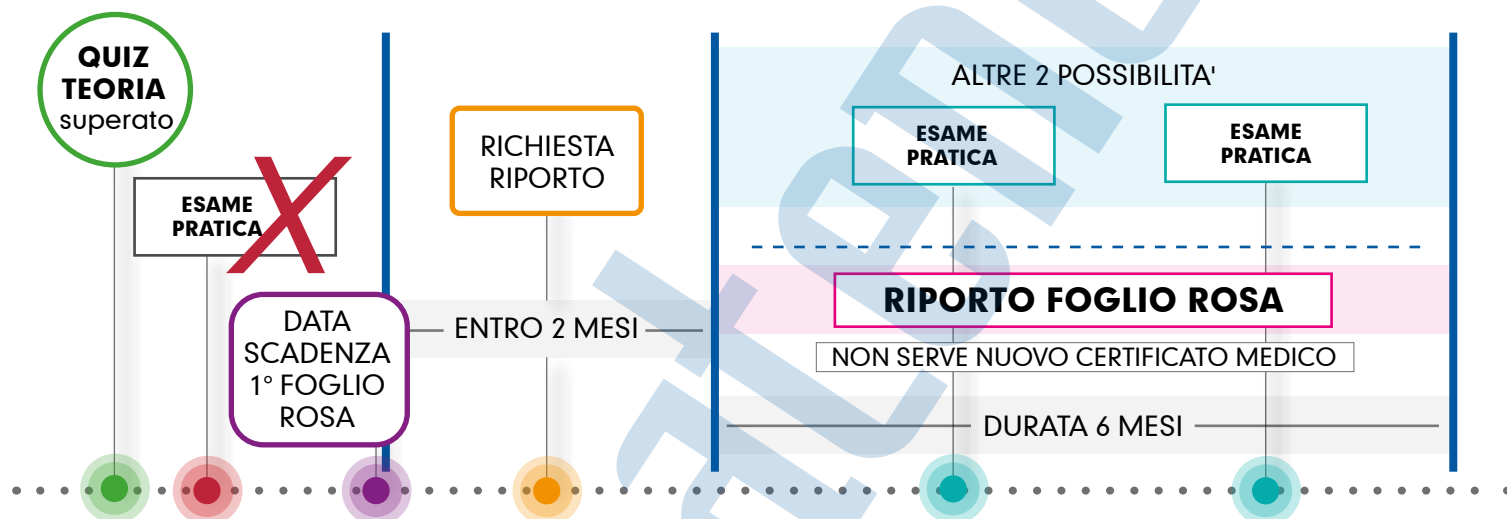 QUIZ
TEORIA
superato
ESAME
PRATICA
DATA
SCADENZA
1° FOGLIO
ROSA
ENTRO 2 MESI
RICHIESTA
RIPORTO
ALTRE 2 POSSIBILITA'
ESAME
PRATICA
ESAME
PRATICA
RIPORTO FOGLIO ROSA
NON SERVE NUOVO CERTIFICATO MEDICO
DURATA 6 MESI